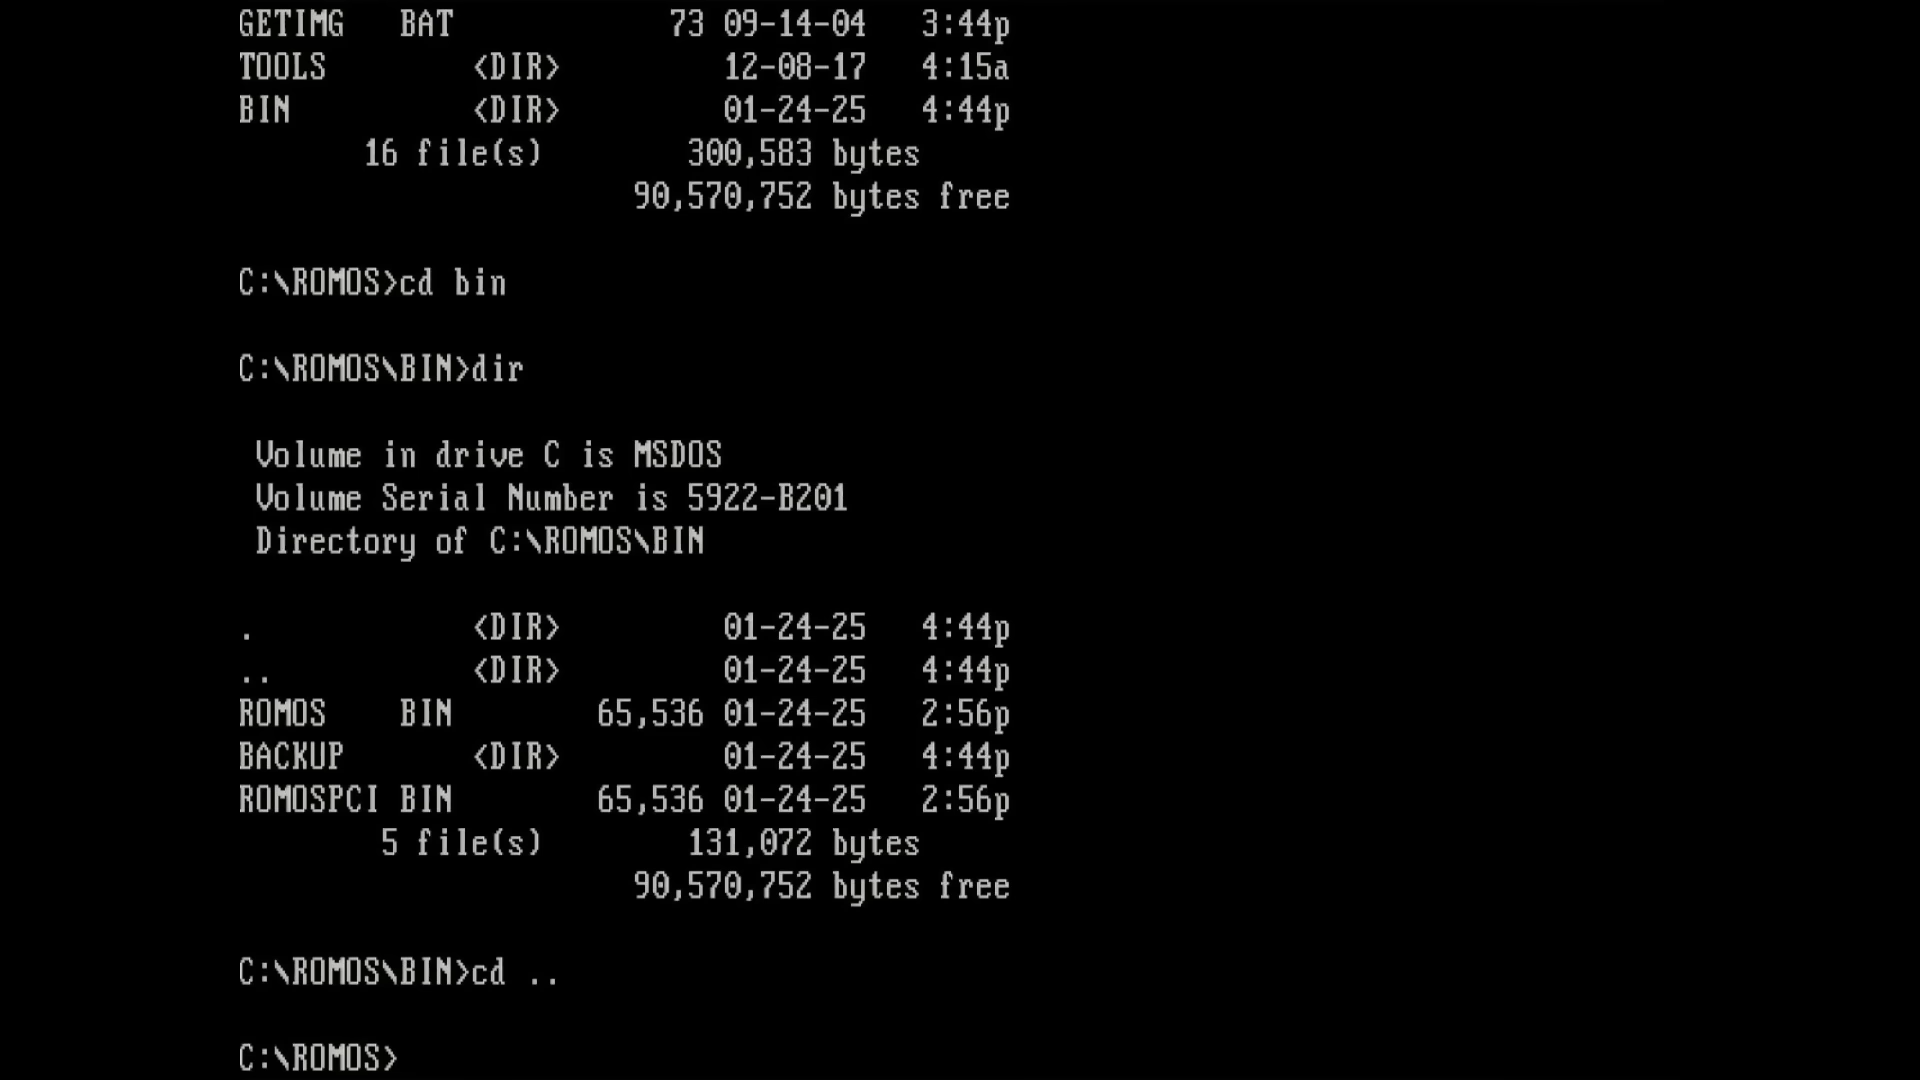 GETIMG   BAT            73 09-14-04   3:44p
TOOLS        <DIR>         12-08-17   4:15a
BIN          <DIR>         01-24-25   4:44p
       16 file(s)        300,583 bytes
                      90,570,752 bytes free
C:\ROMOS>cd bin
C:\ROMOS\BIN>dir
 Volume in drive C is MSDOS
 Volume Serial Number is 5922-B201
 Directory of C:\ROMOS\BIN
.            <DIR>         01-24-25   4:44p
..           <DIR>         01-24-25   4:44p
ROMOS    BIN        65,536 01-24-25   2:56p
BACKUP       <DIR>         01-24-25   4:44p
ROMOSPCI BIN        65,536 01-24-25   2:56p
        5 file(s)        131,072 bytes
                      90,570,752 bytes free
C:\ROMOS\BIN>cd ..
C:\ROMOS>